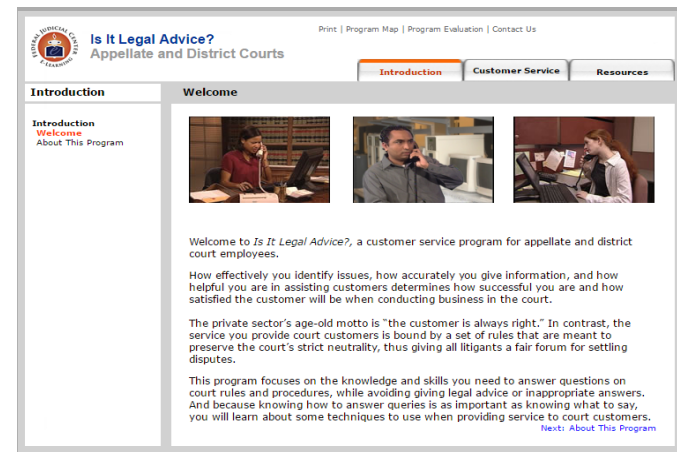 FEDERAL JUDICIAL CENTER
E-LEARNING
Is It Legal Advice?
Appellate and District Courts
Print | Program Map | Program Evaluation | Contact Us
Introduction
Customer Service
Resources
Introduction
Welcome
Introduction
Welcome
About This Program
Welcome to Is It Legal Advice?, a customer service program for appellate and district
court employees.
How effectively you identify issues, how accurately you give information, and how
helpful you are in assisting customers determines how successful you are and how
satisfied the customer will be when conducting business in the court.
The private sector's age-old motto is "the customer is always right." In contrast, the
service you provide court customers is bound by a set of rules that are meant to
preserve the court's strict neutrality, thus giving all litigants a fair forum for settling
disputes.
This program focuses on the knowledge and skills you need to answer questions on
court rules and procedures, while avoiding giving legal advice or inappropriate answers.
And because knowing how to answer queries is as important as knowing what to say,
you will learn about some techniques to use when providing service to court customers.
Next: About This Program